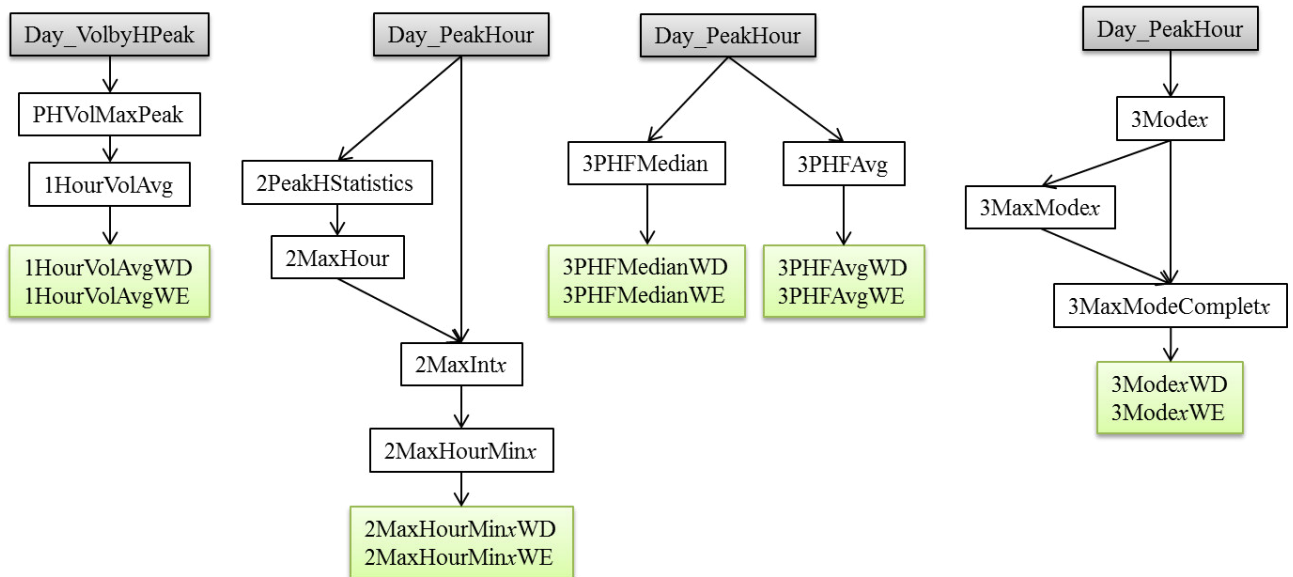 Day_VolbyHPeak
PHVolMaxPeak
1HourVolAvg
1HourVolAvgWD
1HourVolAvgWE
Day_PeakHour
2PeakHStatistics
2MaxHour
2MaxIntx
2MaxHourMinx
2MaxHourMinxWD
2MaxHourMinxWE
Day_PeakHour
3PHFMedian
3PHFAvg
3PHFMedianWD
3PHFMedianWE
3PHFAvgWD
3PHFAvgWE
Day_PeakHour
3Modex
3MaxModex
3MaxModeCompletx
3ModexWD
3ModexWE